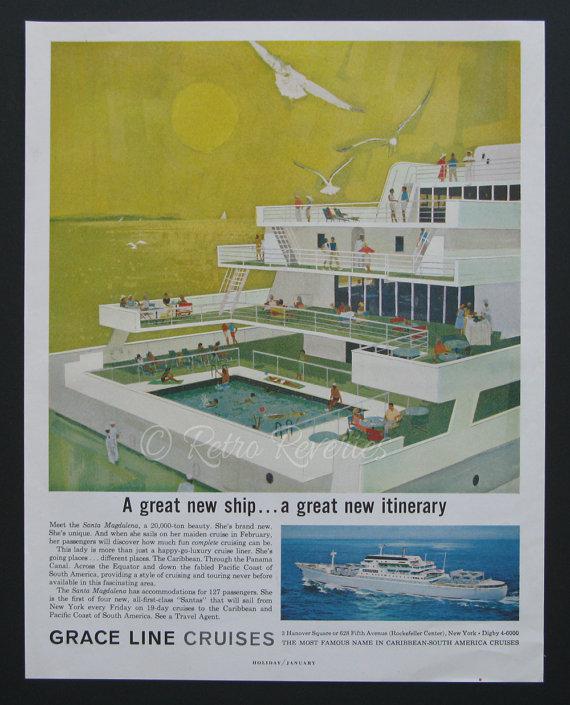 © Retro Reveries
A great new ship...a great new itinerary
Meet the Santa Magdalena, a 20,000-ton beauty. She's brand new.
She's unique. And when she sails on her maiden cruise in February,
her passengers will discover how much fun complete cruising can be.
This lady is more than just a happy-go-luxury cruise liner. She's
going places . . . different places. The Caribbean. Through the Panama
Canal. Across the Equator and down the fabled Pacific Coast of
South America, providing a style of cruising and touring never before
available in this fascinating area.
The Santa Magdalena has accommodations for 127 passengers. She
is the first of four new, all-first-class "Santas" that will sail from
New York every Friday on 19-day cruises to the Caribbean and
Pacific Coast of South America. See a Travel Agent.
GRACE LINE CRUISES
3 Hanover Square or 628 Fifth Avenue (Rockefeller Center), New York • Digby 4-6000
THE MOST FAMOUS NAME IN CARIBBEAN-SOUTH AMERICA CRUISES
HOLIDAY/JANUARY